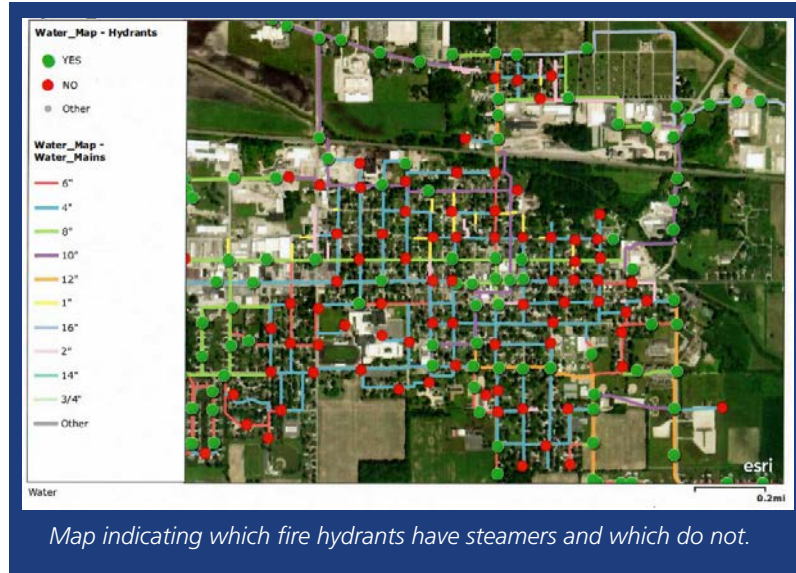 Water_Map - Hydrants
YES
NO
Other
Water_Map -
Water_Mains
6"
4"
8"
10"
12"
1"
16"
2"
14"
3/4"
Other
Water
esri
0.2mi
Map indicating which fire hydrants have steamers and which do not.